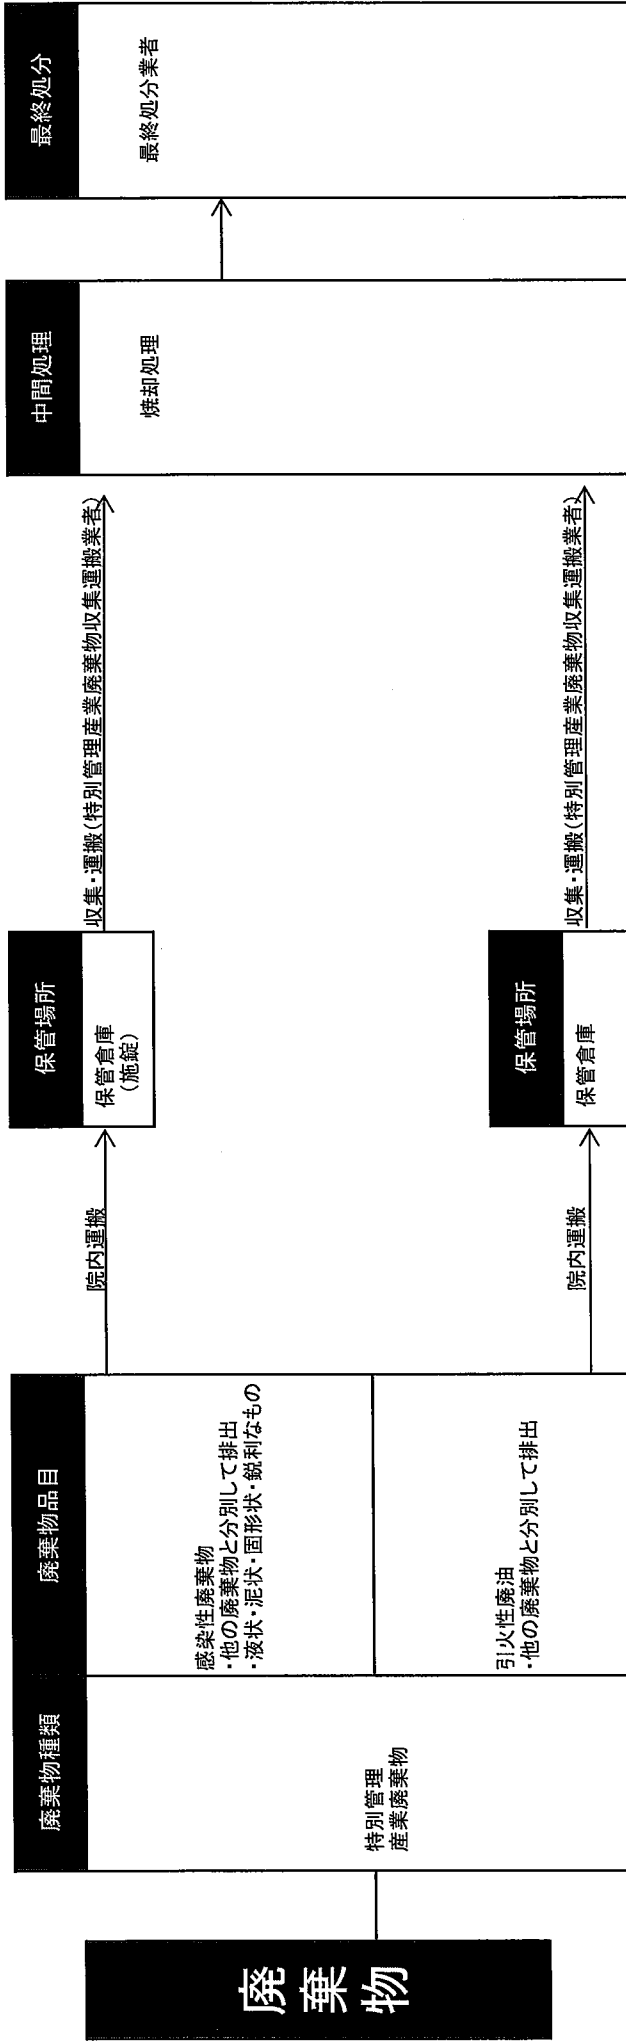 廃棄物
廃棄物種類
特別管理
産業廃棄物
廃棄物品目
感染性廃棄物
・他の廃棄物と分別して排出
・液状・泥状・固形状・鋭利なもの
引火性廃油
・他の廃棄物と分別して排出
院内運搬
院内運搬
保管場所
保管倉庫
(施錠)
保管場所
保管倉庫
収集・運搬(特別管理産業廃棄物収集運搬業者)
収集・運搬(特別管理産業廃棄物収集運搬業者)
中間処理
焼却処理
最終処分
最終処分業者